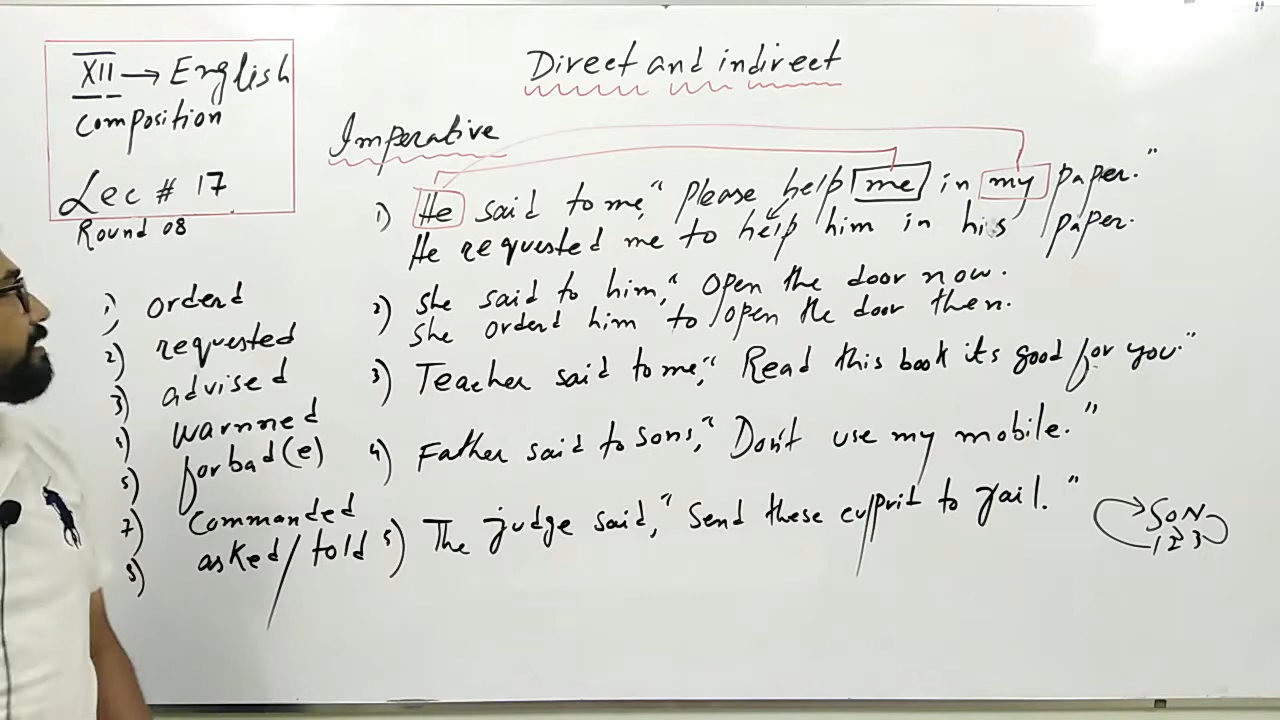 XII → English
composition
Lec # 17
Round 08
Direct and indirect
Imperative
1) He said to me," please help me in my paper."
He requested me to help him in his paper.
2) She said to him," open the door now.
She orderd him to open the door then.
3) Teacher said to me," Read this book its good for you."
4) Father said to sons," Don't use my mobile."
5) The judge said," Send these culprit to jail."
1) orderd
2) requested
3) advised
4) warnned
5) forbad(e)
7) Commanded
8) asked/told
SON
1 2 3